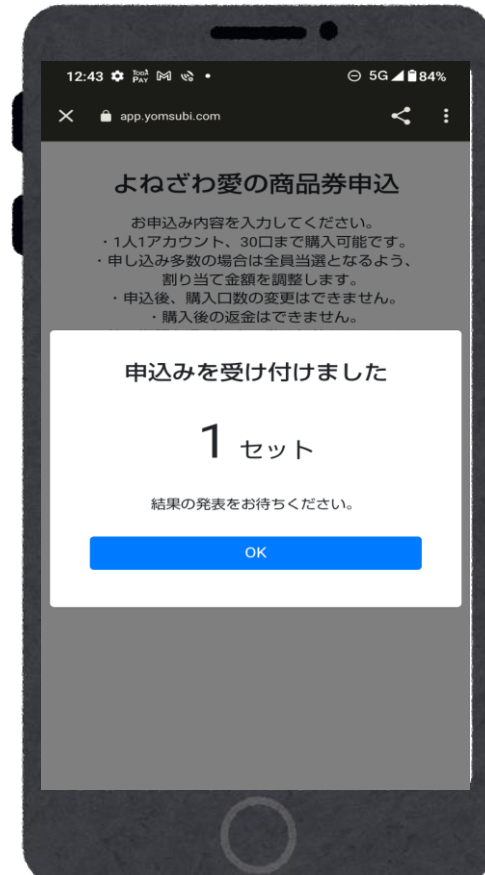 12:43 5G 84%
app.yomsubi.com
よねざわ愛の商品券申込
お申込み内容を入力してください。
・1人1アカウント、30口まで購入可能です。
・申し込み多数の場合は全員当選となるよう、
割り当て金額を調整します。
・申込後、購入口数の変更はできません。
・購入後の返金はできません。
申込みを受け付けました
1 セット
結果の発表をお待ちください。
OK